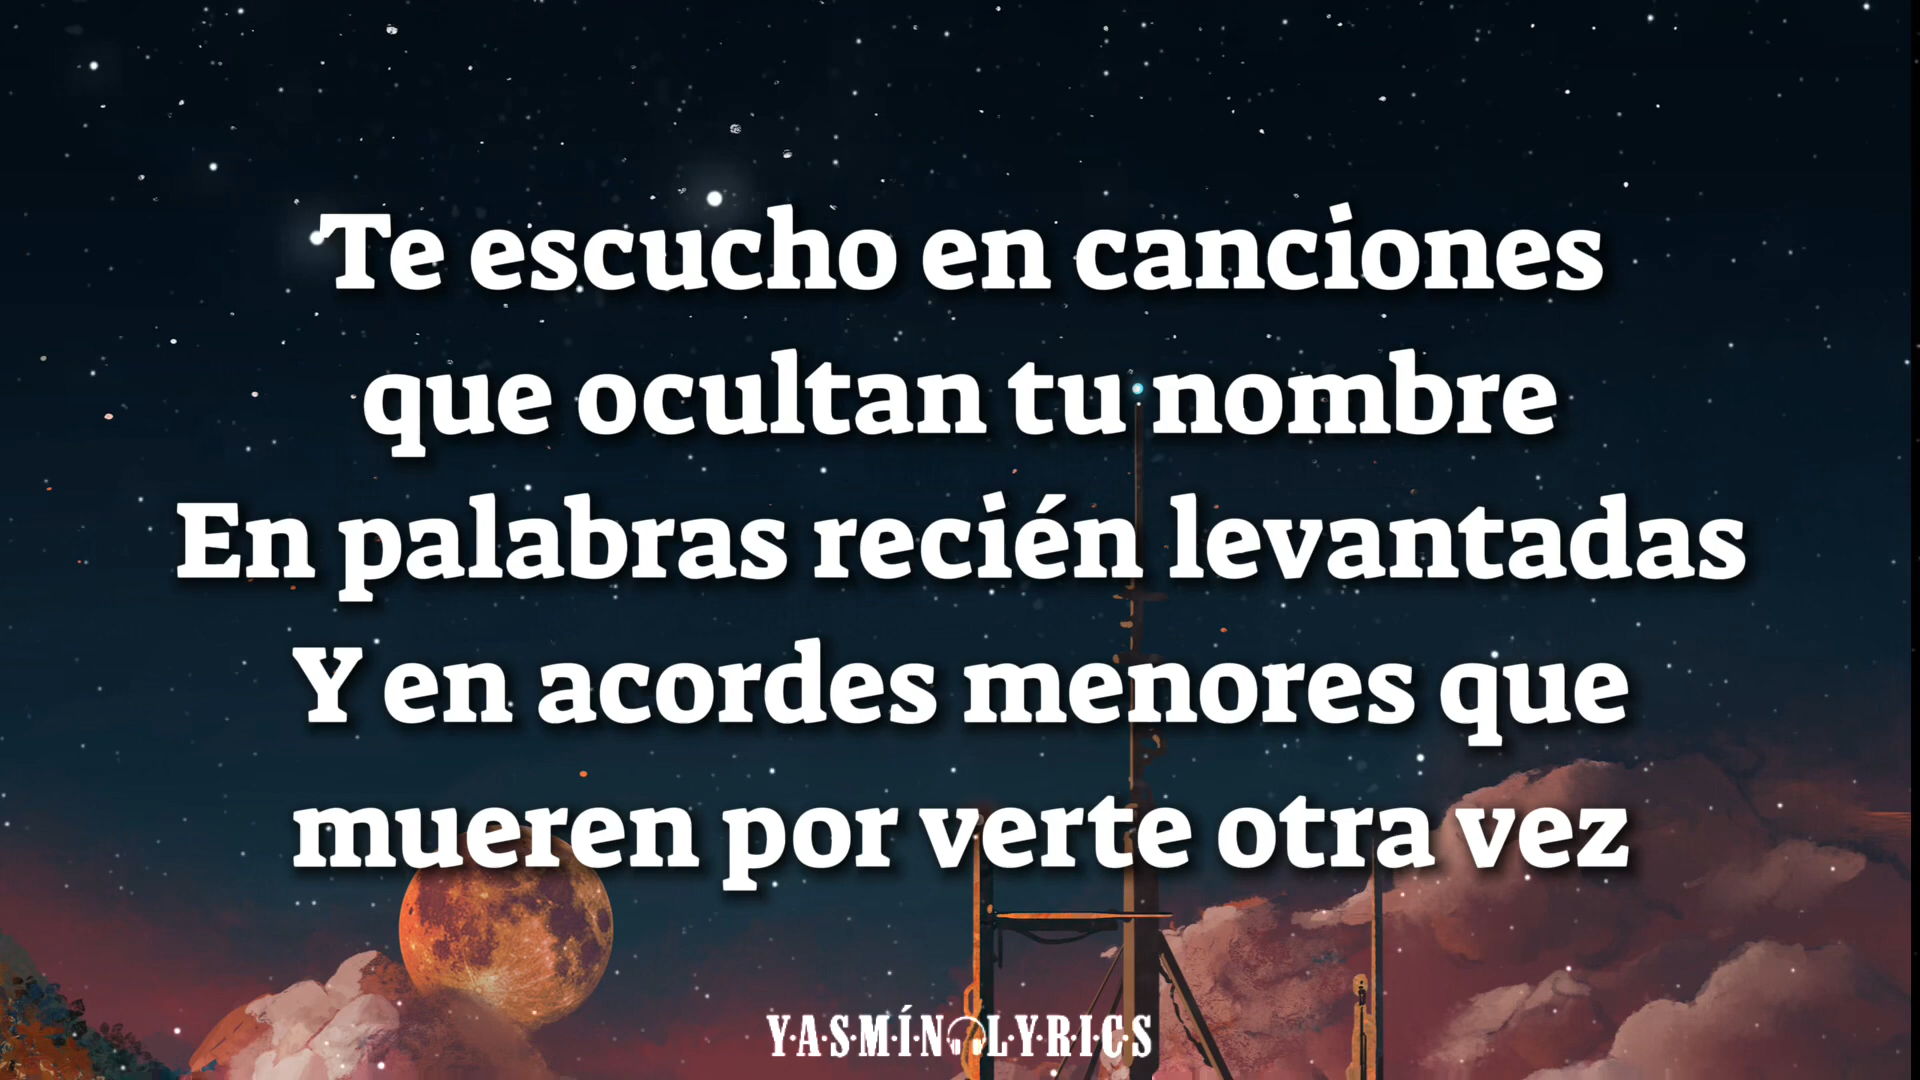 Te escucho en canciones
que ocultan tu nombre
En palabras recién levantadas
Y en acordes menores que
mueren por verte otra vez
YASMÍN LYRICS